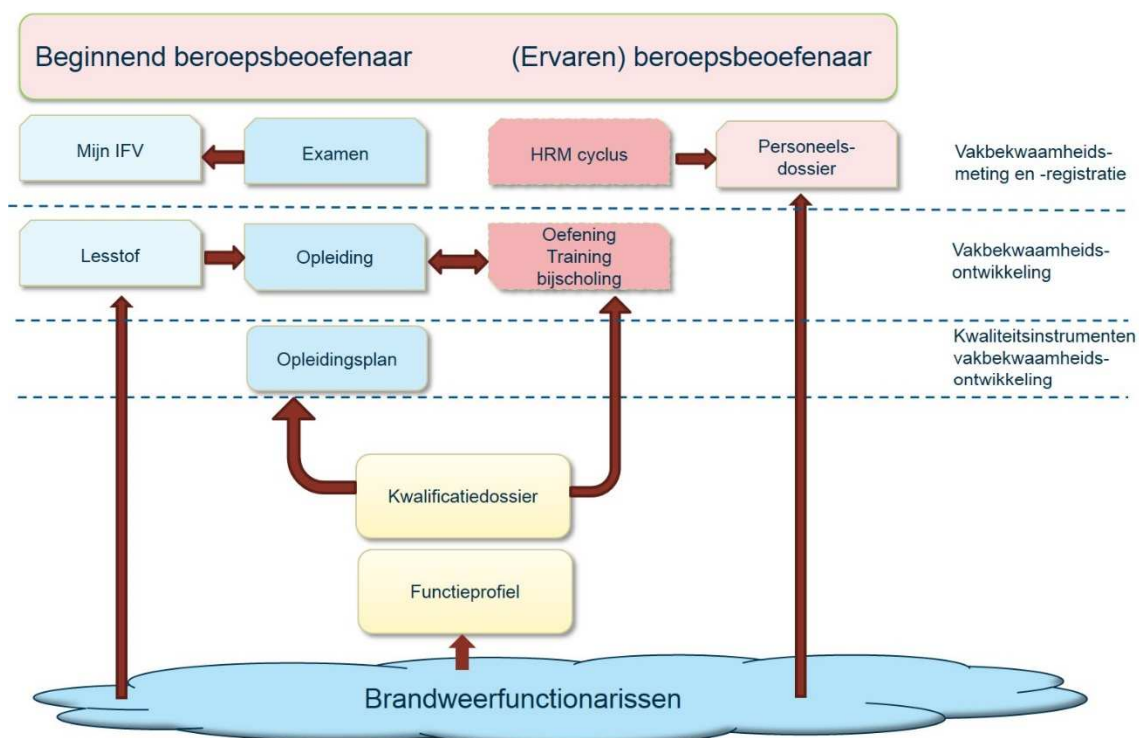 Beginnend beroepsbeoefenaar
(Ervaren) beroepsbeoefenaar
Mijn IFV
Examen
HRM cyclus
Personeels-
dossier
Vakbekwaamheids-
meting en -registratie
Lesstof
Opleiding
Oefening
Training
bijscholing
Vakbekwaamheids-
ontwikkeling
Opleidingsplan
Kwaliteitsinstrumenten
vakbekwaamheids-
ontwikkeling
Kwalificatiedossier
Functieprofiel
Brandweerfunctionarissen